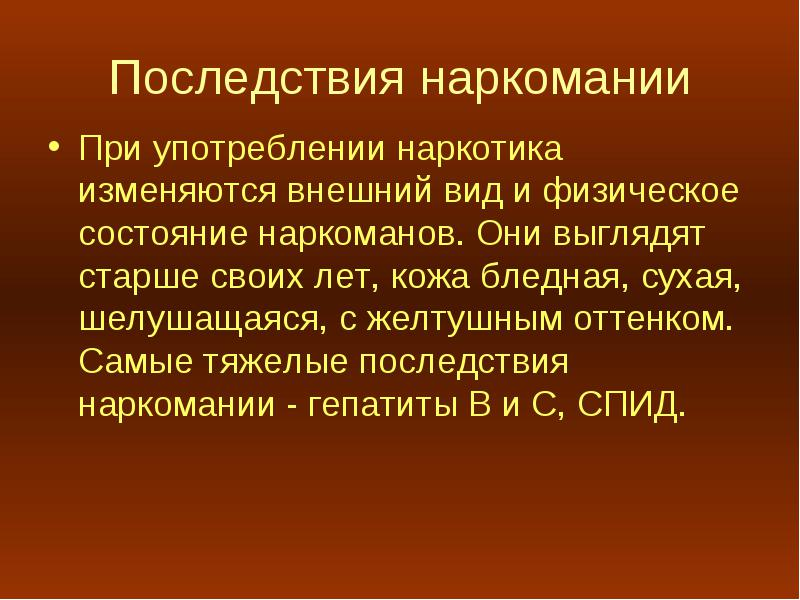 Последствия наркомании
• При употреблении наркотика
изменяются внешний вид и физическое
состояние наркоманов. Они выглядят
старше своих лет, кожа бледная, сухая,
шелушащаяся, с желтушным оттенком.
Самые тяжелые последствия
наркомании - гепатиты В и С, СПИД.